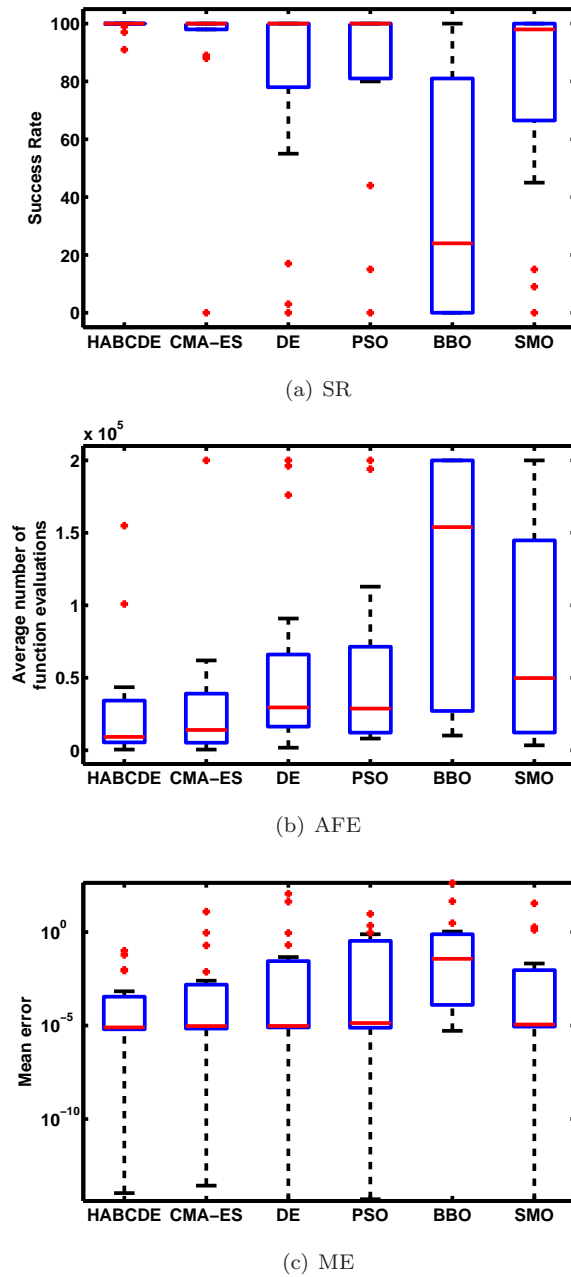 100
80
60
40
20
0
Success Rate
HABCDE CMA−ES DE PSO BBO SMO
(a) SR
x 10^5
2
1.5
1
0.5
0
Average number of
function evaluations
HABCDE CMA−ES DE PSO BBO SMO
(b) AFE
10^0
10^−5
10^−10
Mean error
HABCDE CMA−ES DE PSO BBO SMO
(c) ME